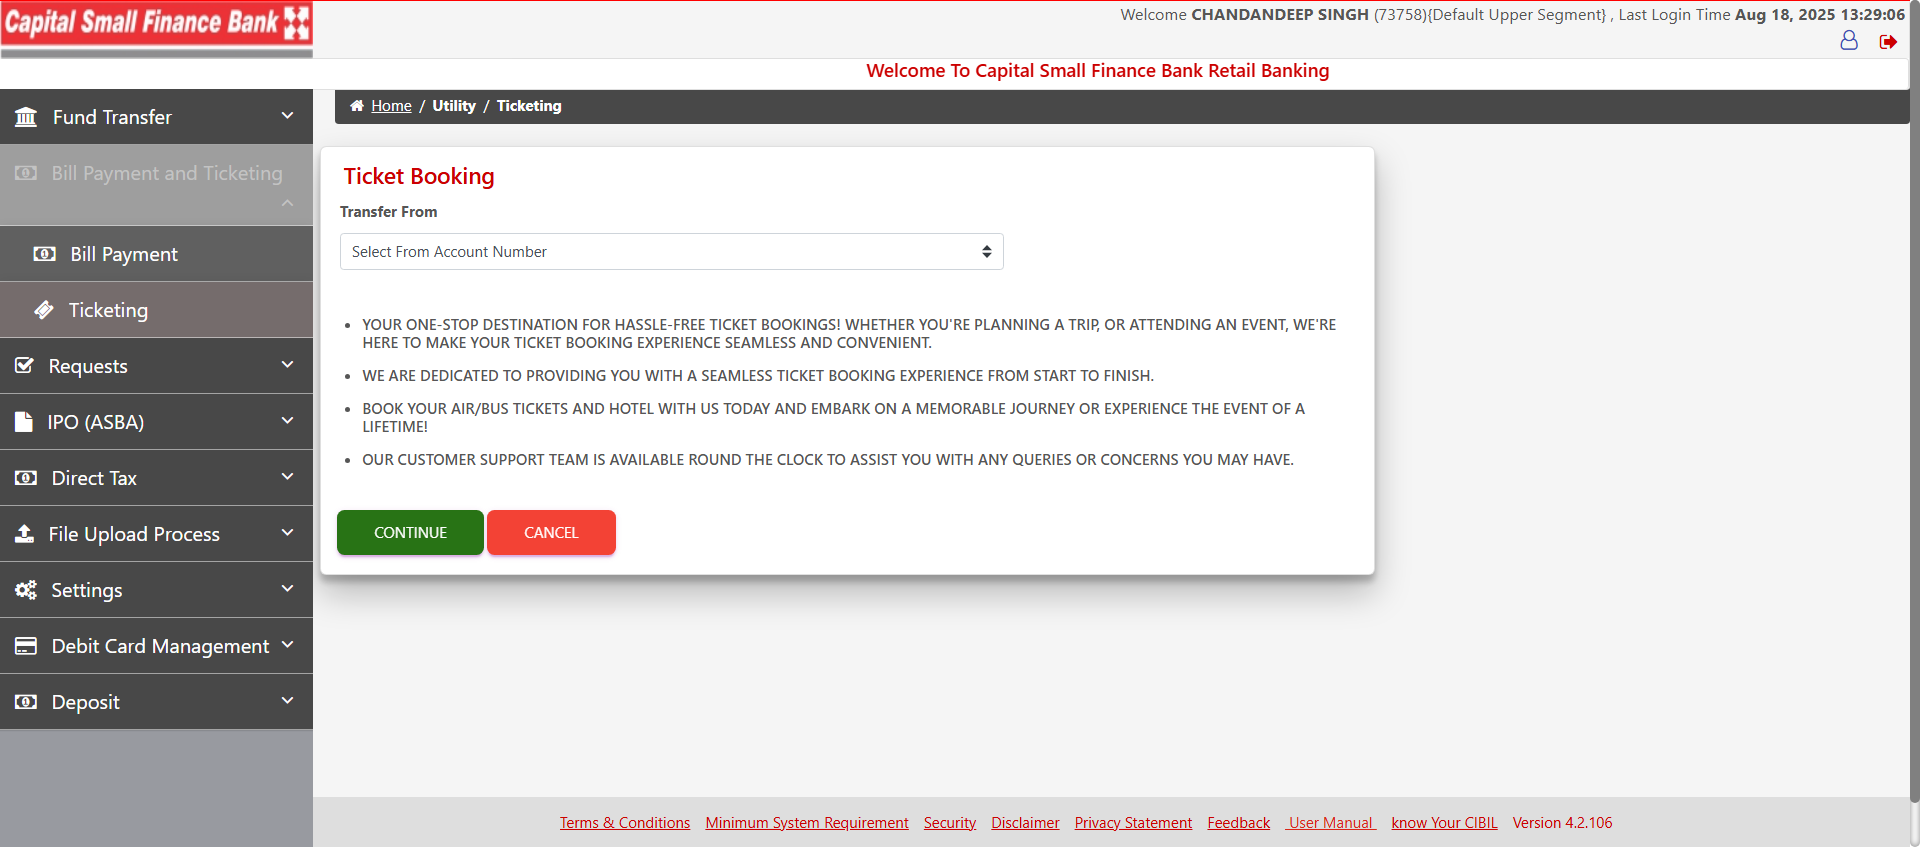 Capital Small Finance Bank
Welcome CHANDANDEEP SINGH (73758){Default Upper Segment} , Last Login Time Aug 18, 2025 13:29:06
Welcome To Capital Small Finance Bank Retail Banking
Home / Utility / Ticketing
Fund Transfer
Bill Payment and Ticketing
Bill Payment
Ticketing
Requests
IPO (ASBA)
Direct Tax
File Upload Process
Settings
Debit Card Management
Deposit
Ticket Booking
Transfer From
Select From Account Number
YOUR ONE-STOP DESTINATION FOR HASSLE-FREE TICKET BOOKINGS! WHETHER YOU'RE PLANNING A TRIP, OR ATTENDING AN EVENT, WE'RE
HERE TO MAKE YOUR TICKET BOOKING EXPERIENCE SEAMLESS AND CONVENIENT.
WE ARE DEDICATED TO PROVIDING YOU WITH A SEAMLESS TICKET BOOKING EXPERIENCE FROM START TO FINISH.
BOOK YOUR AIR/BUS TICKETS AND HOTEL WITH US TODAY AND EMBARK ON A MEMORABLE JOURNEY OR EXPERIENCE THE EVENT OF A
LIFETIME!
OUR CUSTOMER SUPPORT TEAM IS AVAILABLE ROUND THE CLOCK TO ASSIST YOU WITH ANY QUERIES OR CONCERNS YOU MAY HAVE.
CONTINUE CANCEL
Terms & Conditions Minimum System Requirement Security Disclaimer Privacy Statement Feedback User Manual know Your CIBIL Version 4.2.106